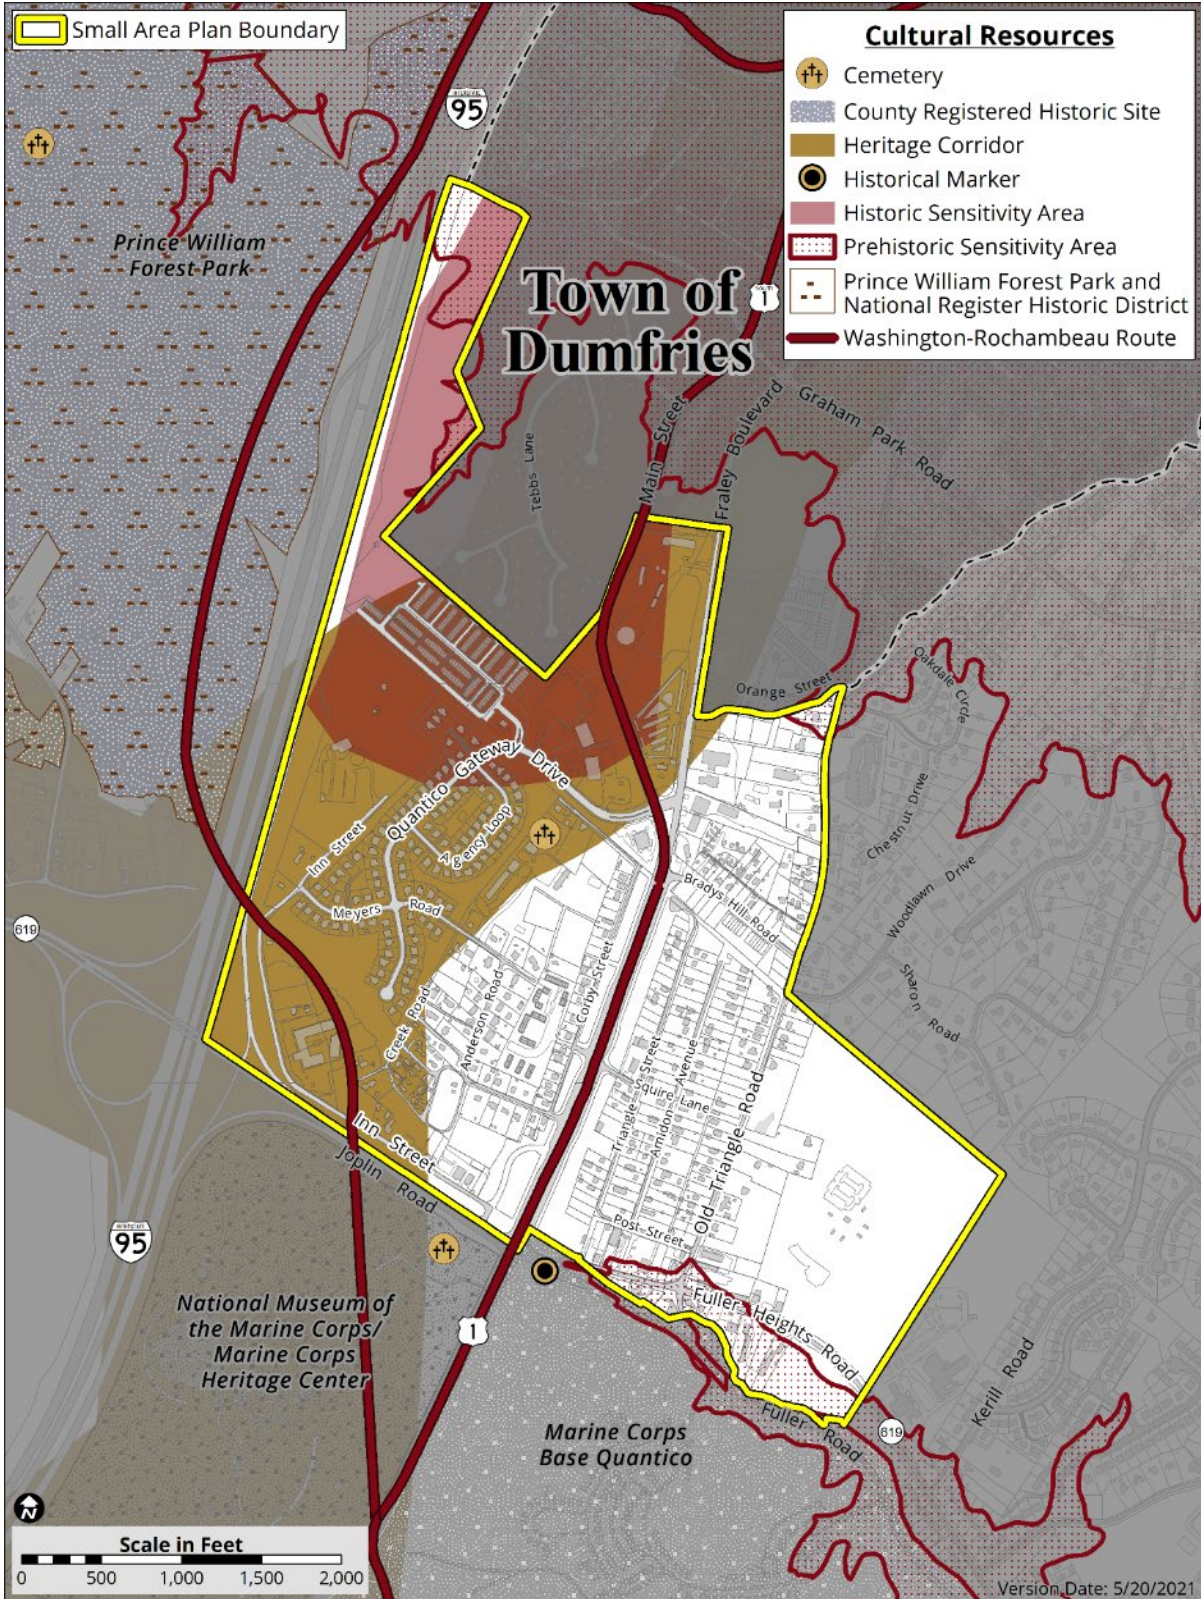 Small Area Plan Boundary
Cultural Resources
Cemetery
County Registered Historic Site
Heritage Corridor
Historical Marker
Historic Sensitivity Area
Prehistoric Sensitivity Area
Prince William Forest Park and
National Register Historic District
Washington-Rochambeau Route
INTERSTATE
95
Prince William
Forest Park
Town of
Dumfries
SOUTH
1
Main Street
Fraley Boulevard
Graham Park Road
Tebbs Lane
Orange Street
Oakdale Circle
Chestnut Drive
Woodlawn Drive
Sharon Road
Quantico Gateway Drive
Inn Street
Agency Loop
Meyers Road
Bradys Hill Road
Corby Street
Anderson Road
Creek Road
619
Triangle Street
Amidon Avenue
Squire Lane
Old Triangle Road
Inn Street
Joplin Road
Post Street
INTERSTATE
95
Fuller Heights Road
National Museum of
the Marine Corps/
Marine Corps
Heritage Center
1
Kerill Road
Fuller Road
619
Marine Corps
Base Quantico
N
Scale in Feet
0 500 1,000 1,500 2,000
Version Date: 5/20/2021